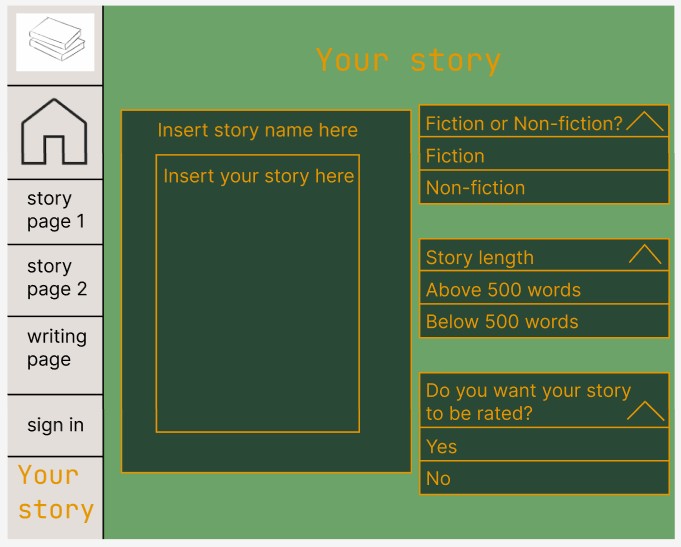 Your story
story
page 1
story
page 2
writing
page
sign in
Your
story
Insert story name here
Insert your story here
Fiction or Non-fiction?
Fiction
Non-fiction
Story length
Above 500 words
Below 500 words
Do you want your story
to be rated?
Yes
No